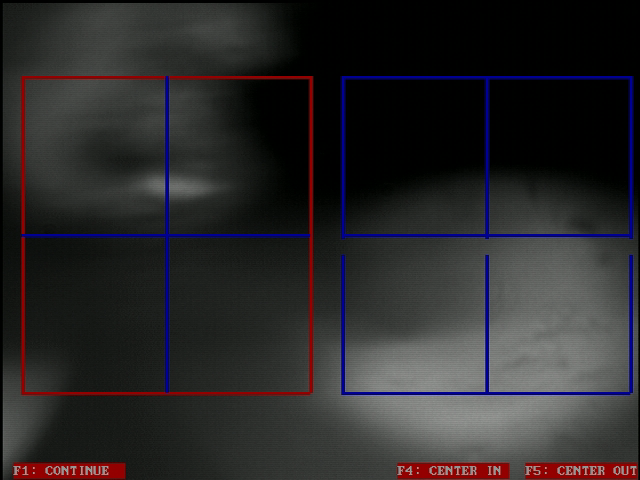 F1: CONTINUE
F4: CENTER IN
F5: CENTER OUT